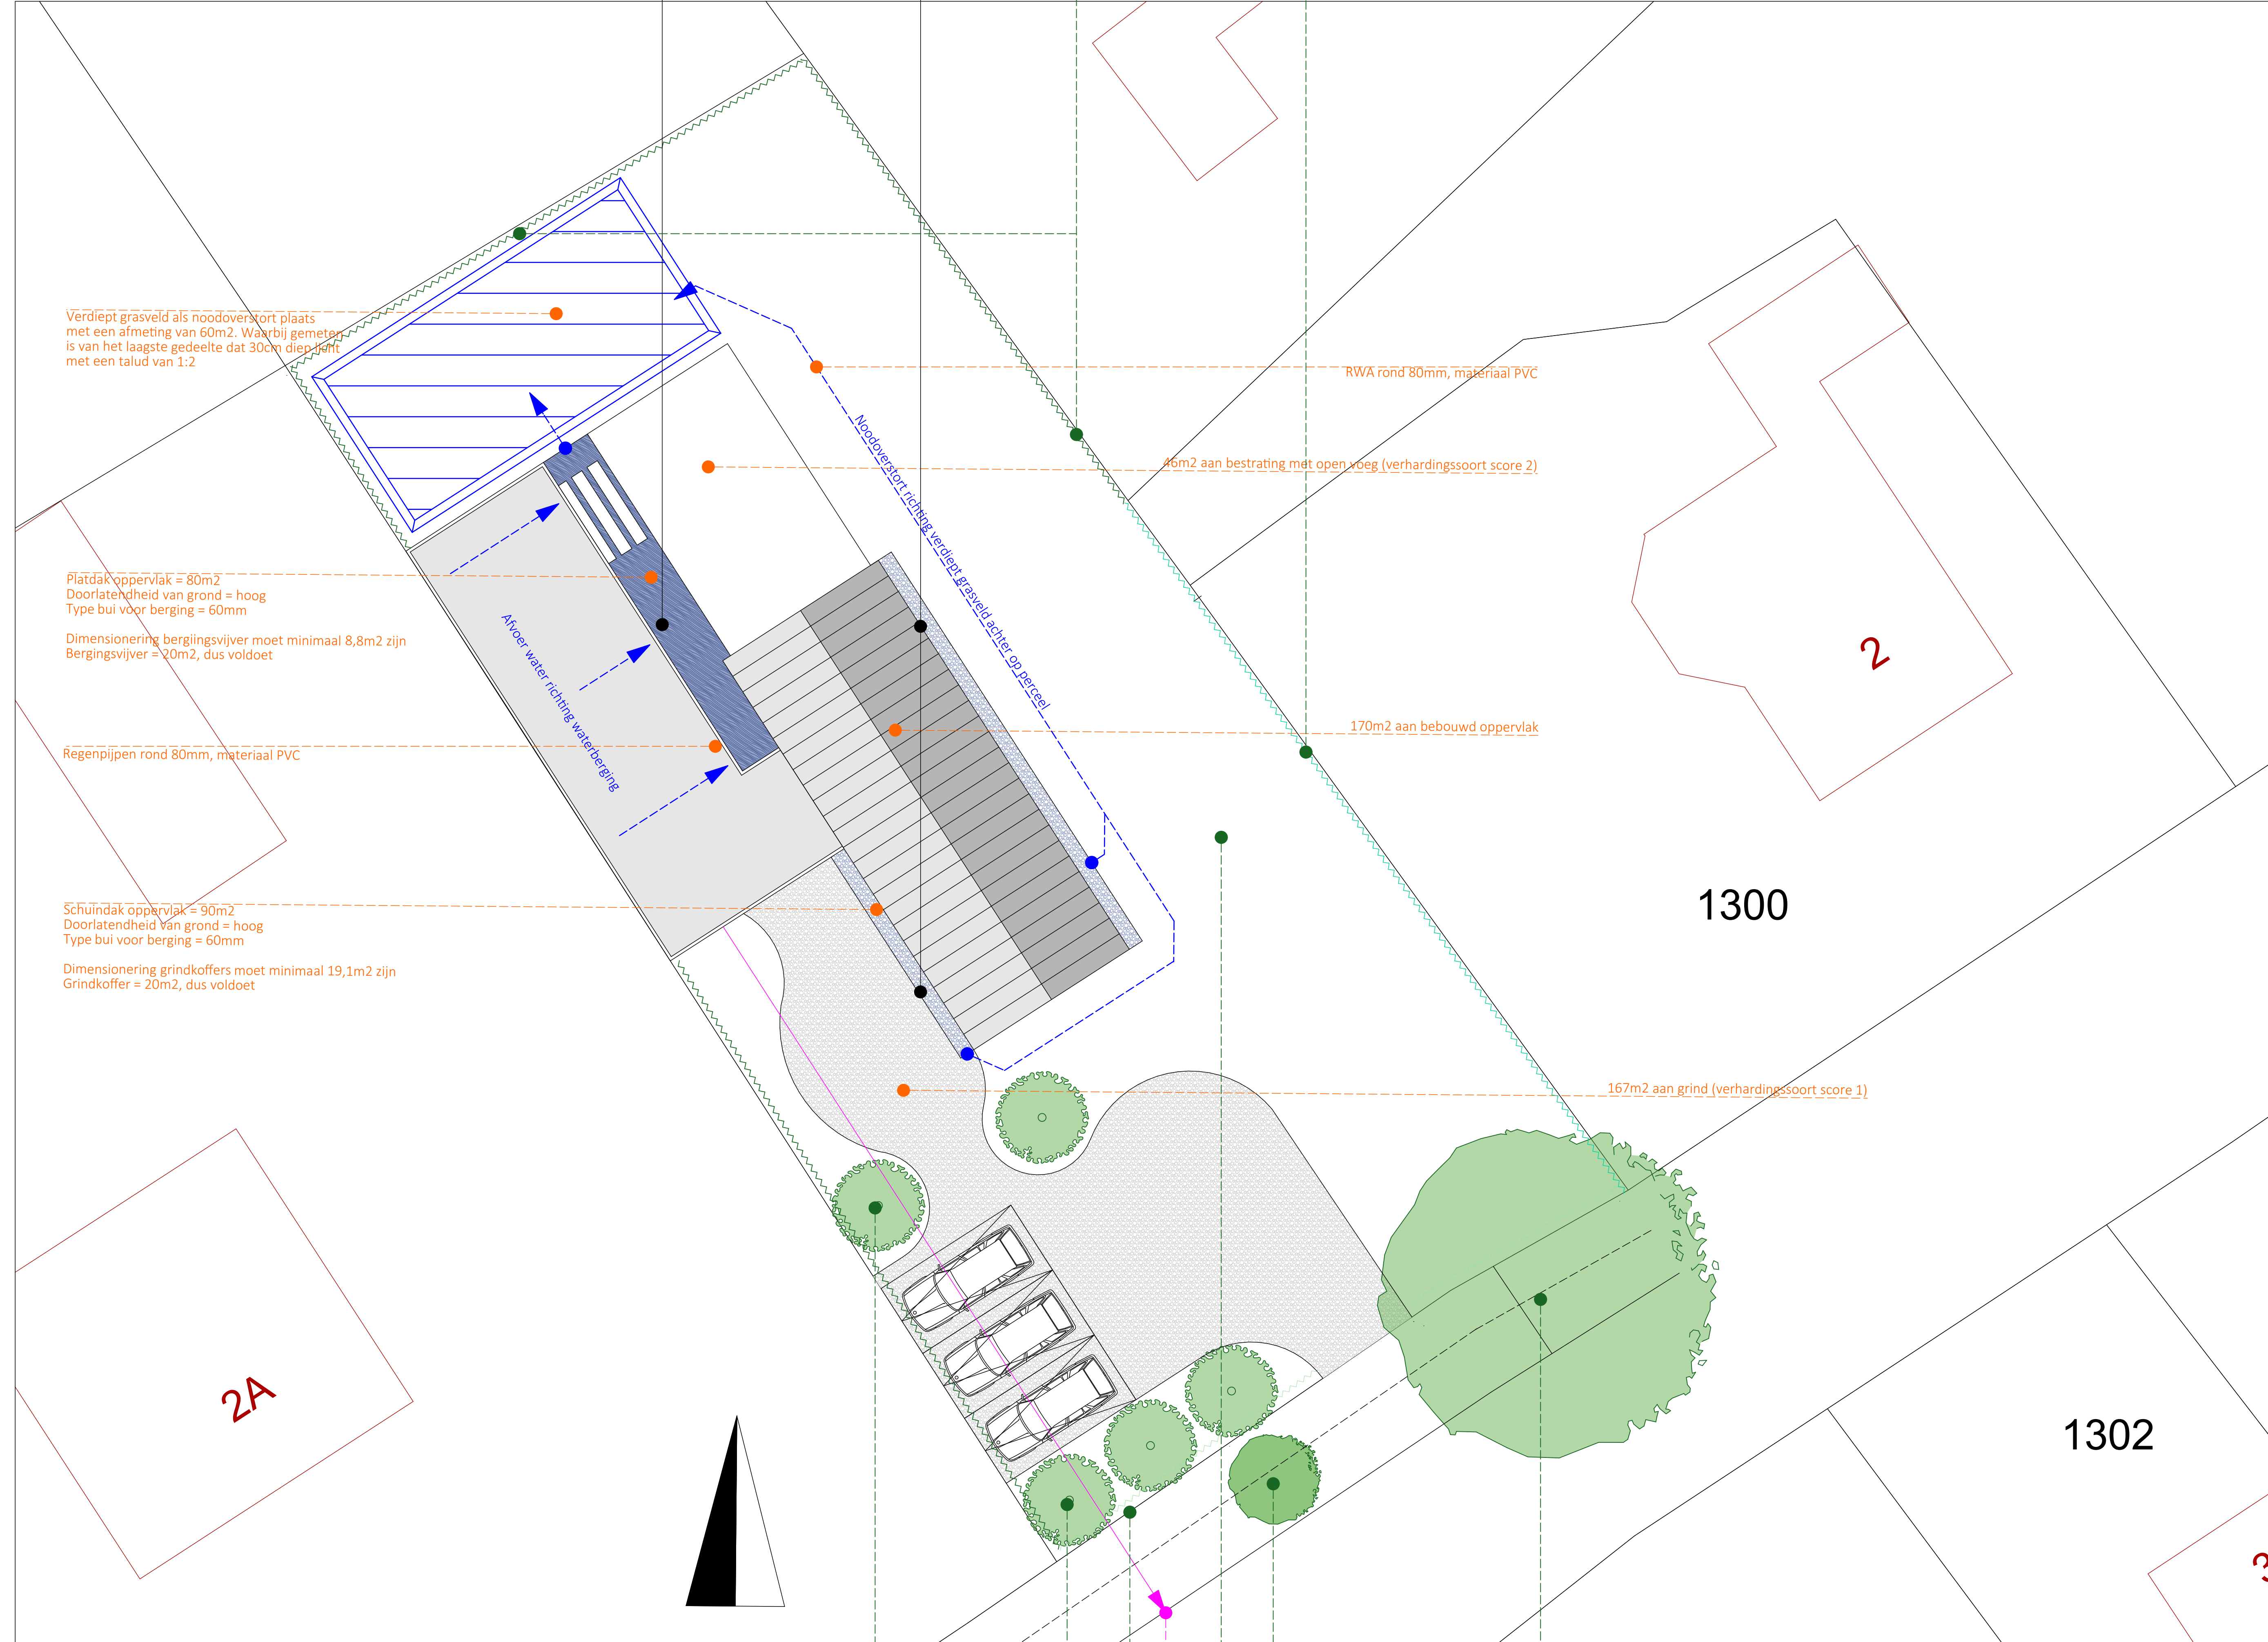 Verdiept grasveld als noodoverstort plaats
met een afmeting van 60m2. Waarbij gemeten
is van het laagste gedeelte dat 30cm diep ligt
met een talud van 1:2
RWA rond 80mm, materiaal PVC
46m2 aan bestrating met open voeg (verhardingssoort score 2)
Noodoverstort richting verdiept grasveld achter op perceel
Platdak oppervlak = 80m2
Doorlatendheid van grond = hoog
Type bui voor berging = 60mm
Dimensionering bergiingsvijver moet minimaal 8,8m2 zijn
Bergingsvijver = 20m2, dus voldoet
Afvoer water richting waterberging
2
170m2 aan bebouwd oppervlak
Regenpijpen rond 80mm, materiaal PVC
1300
Schuindak oppervlak = 90m2
Doorlatendheid van grond = hoog
Type bui voor berging = 60mm
Dimensionering grindkoffers moet minimaal 19,1m2 zijn
Grindkoffer = 20m2, dus voldoet
167m2 aan grind (verhardingssoort score 1)
2A
1302
3